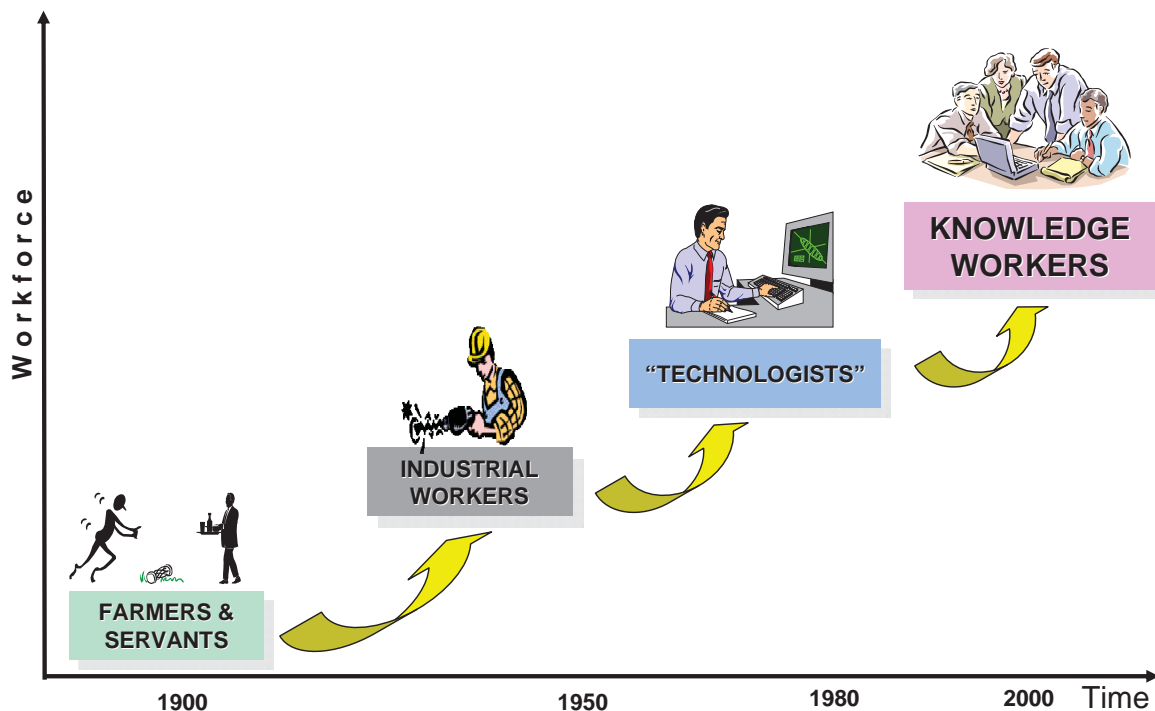 Workforce
KNOWLEDGE
WORKERS
“TECHNOLOGISTS”
INDUSTRIAL
WORKERS
FARMERS &
SERVANTS
1900
1950
1980
2000
Time